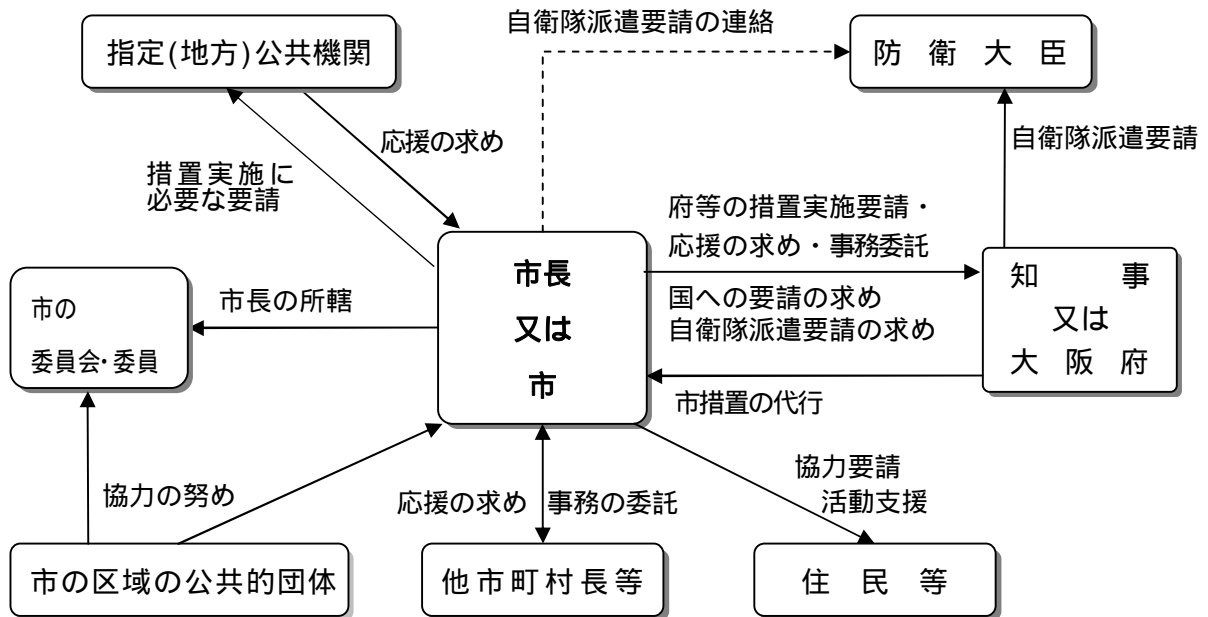 自衛隊派遣要請の連絡
指定(地方)公共機関
防衛大臣
応援の求め
自衛隊派遣要請
措置実施に
必要な要請
府等の措置実施要請・
応援の求め・事務委託
市長
又は
市
知事
又は
大阪府
市の
委員会・委員
市長の所轄
国への要請の求め
自衛隊派遣要請の求め
市措置の代行
協力の努め
応援の求め
事務の委託
協力要請
活動支援
市の区域の公共的団体
他市町村長等
住民等